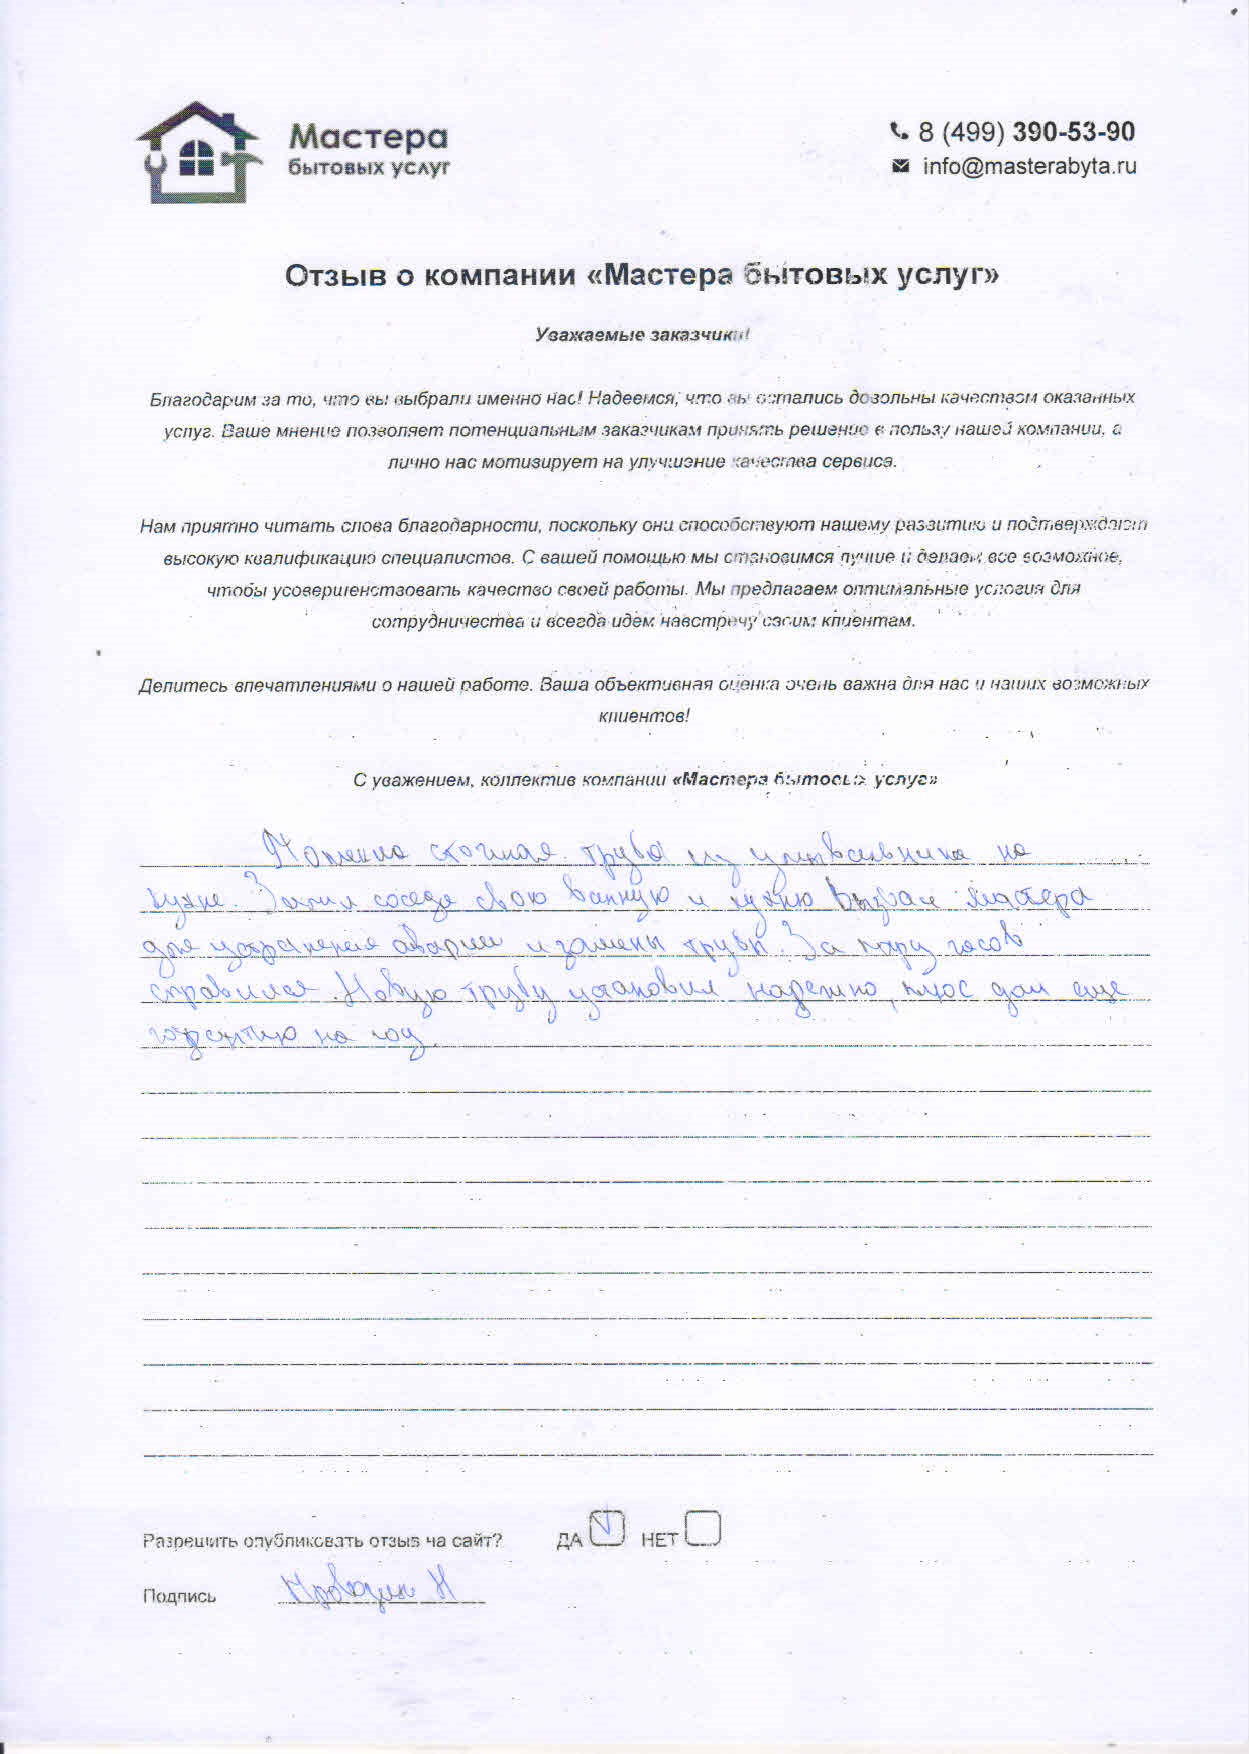 Мастера
бытовых услуг
8 (499) 390-53-90
info@masterabyta.ru
Отзыв о компании «Мастера бытовых услуг»
Уважаемые заказчики!
Благодарим за то, что вы выбрали именно нас! Надеемся, что вы остались довольны качеством оказанных
услуг. Ваше мнение позволяет потенциальным заказчикам принять решение в пользу нашей компании, а
лично нас мотивирует на улучшение качества сервиса.
Нам приятно читать слова благодарности, поскольку они способствуют нашему развитию и подтверждают
высокую квалификацию специалистов. С вашей помощью мы становимся лучше и делаем все возможное,
чтобы усовершенствовать качество своей работы. Мы предлагаем оптимальные условия для
сотрудничества и всегда идем навстречу своим клиентам.
Делитесь впечатлениями о нашей работе. Ваша объективная оценка очень важна для нас и наших возможных
клиентов!
С уважением, коллектив компании «Мастера бытовых услуг»
Потекла сточная труба из умывальника на
кухне. Залил соседа свою ванную и кухню Вызвал мастера
для устранения аварии и замены трубы. За пару часов
справился. Новую трубу установил надежно, плюс дал еще
гарантию на год.
Разрешить опубликовать отзыв на сайт? ДА НЕТ
Подпись